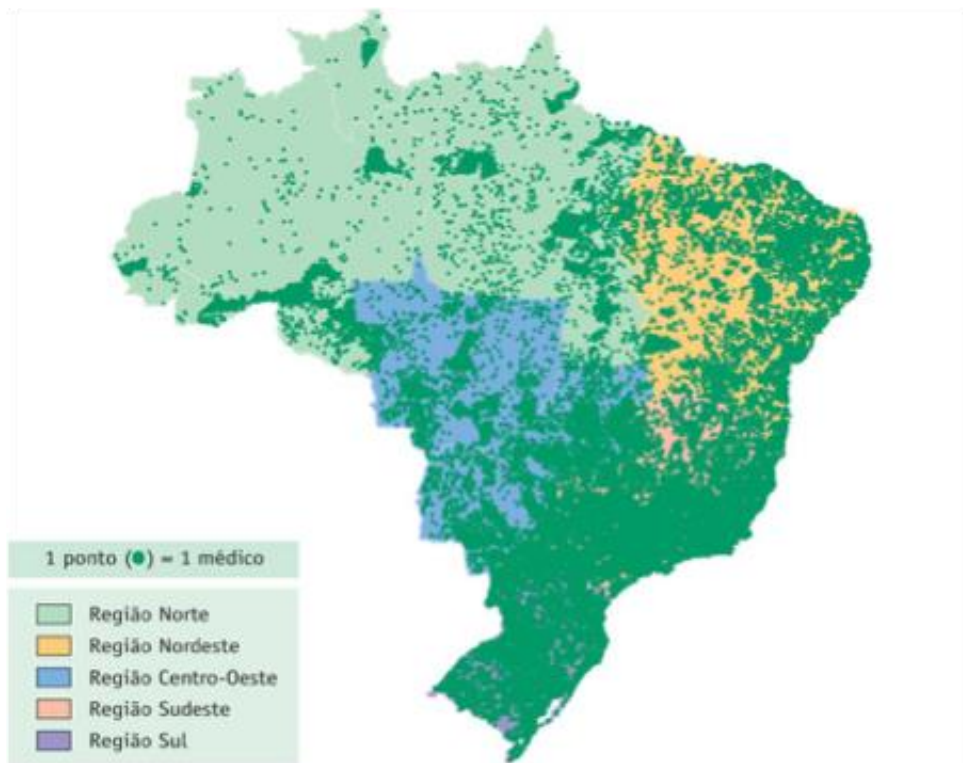 1 ponto (●) = 1 médico
Região Norte
Região Nordeste
Região Centro-Oeste
Região Sudeste
Região Sul